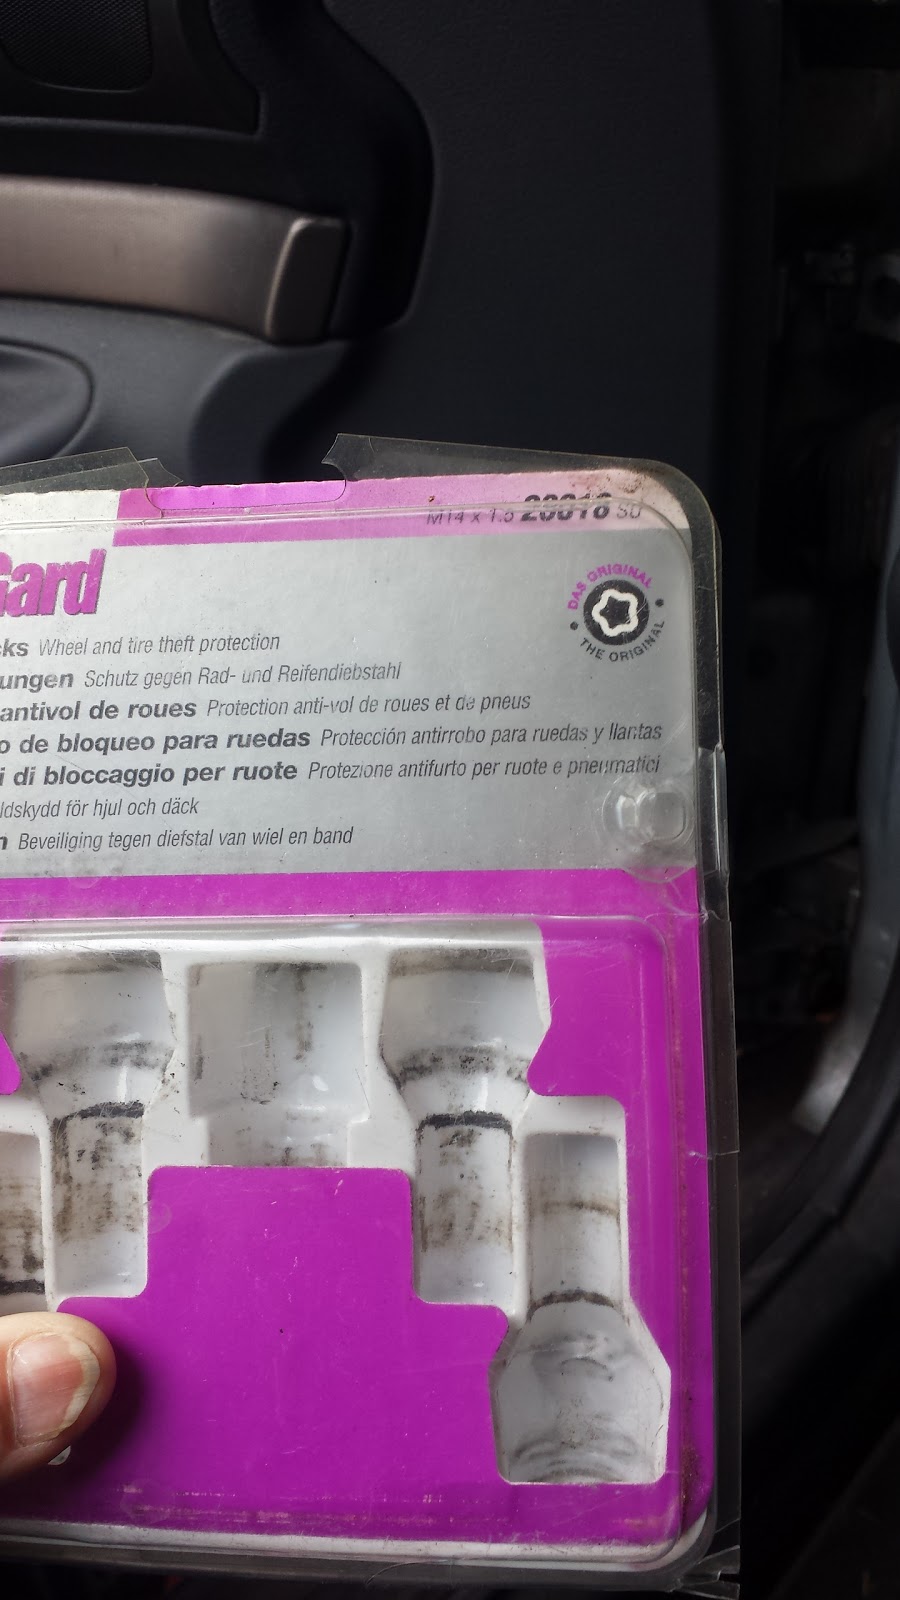 M14 x 1.5 SU
Gard
DAS ORIGINAL
THE ORIGINAL
cks Wheel and tire theft protection
ungen Schutz gegen Rad- und Reifendiebstahl
antivol de roues Protection anti-vol de roues et de pneus
o de bloqueo para ruedas Protección antirrobo para ruedas y llantas
i di bloccaggio per ruote Protezione antifurto per ruote e pneumatici
ldskydd för hjul och däck
n Beveiliging tegen diefstal van wiel en band